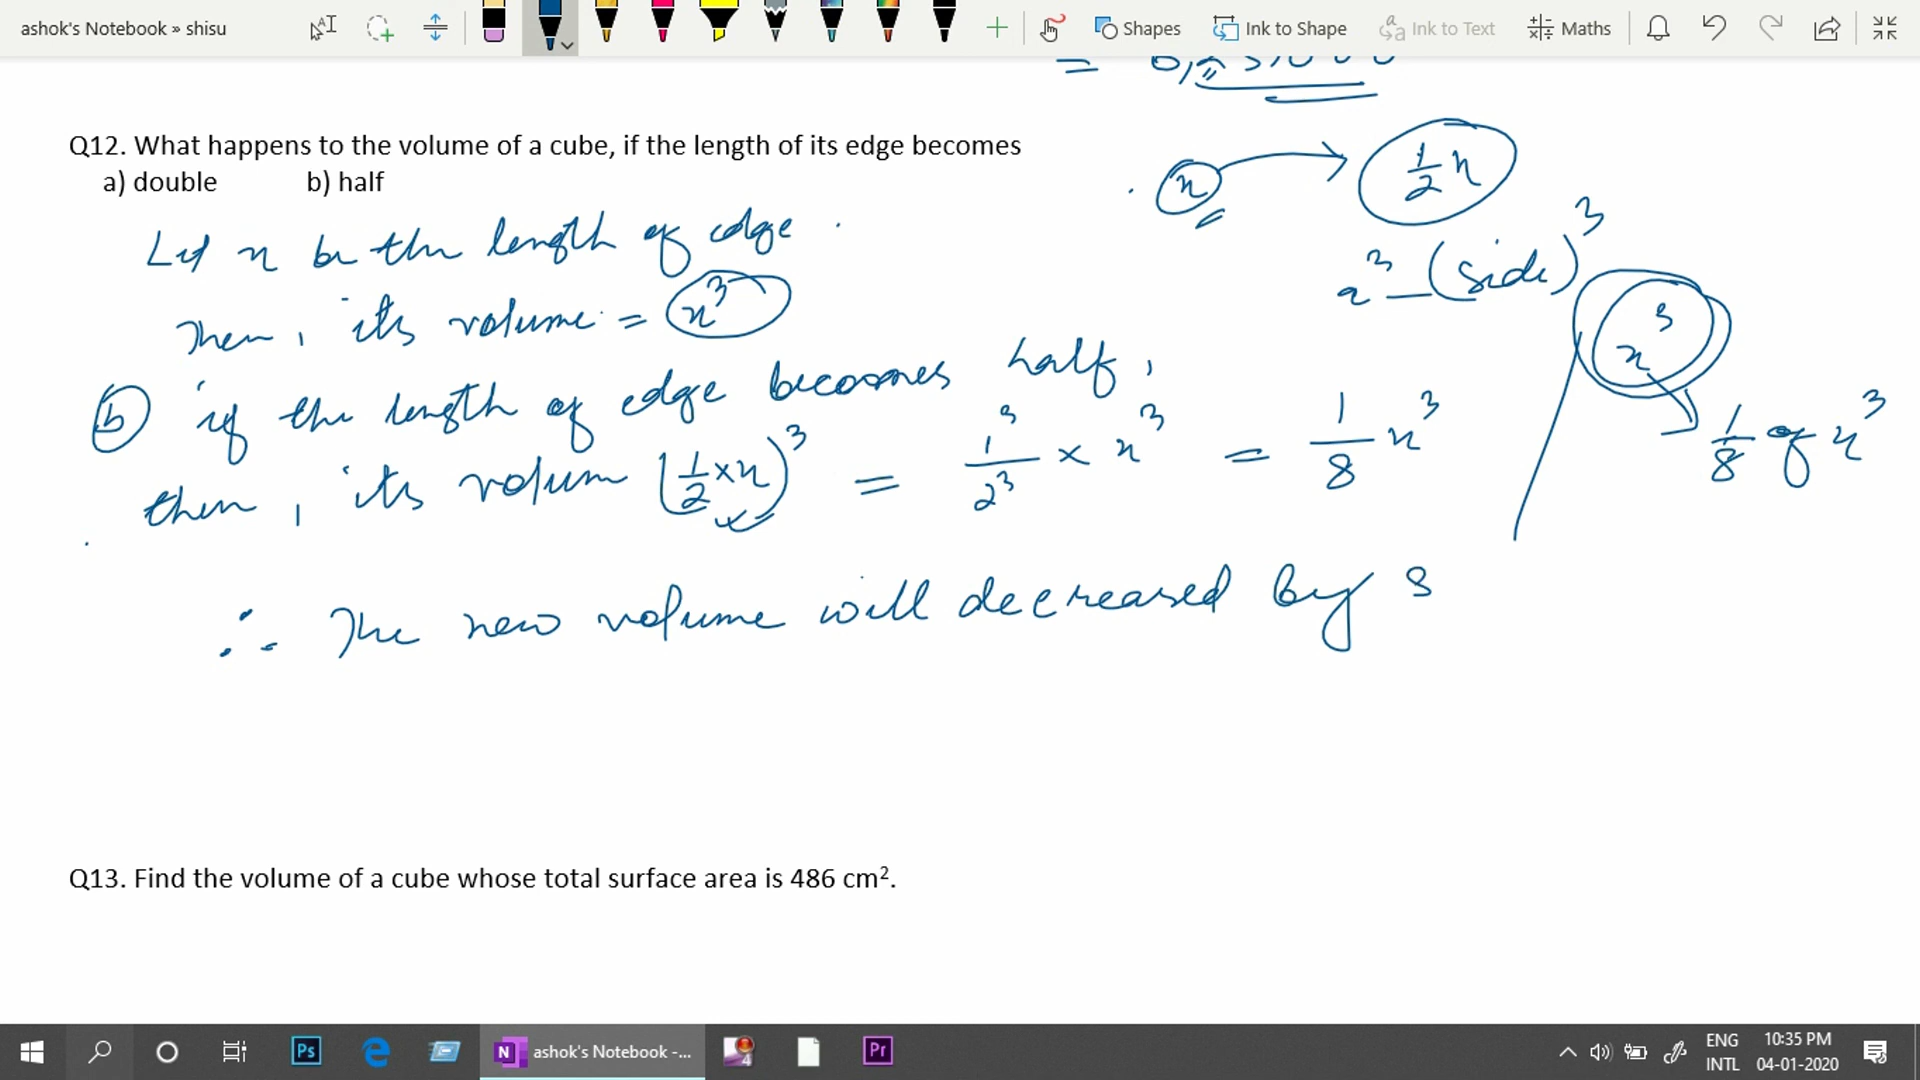 ashok's Notebook » shisu
Shapes Ink to Shape Ink to Text Maths
Q12. What happens to the volume of a cube, if the length of its edge becomes
a) double b) half
x → 1/2 x
a³ - (side)³
Let x be the length of edge
Then, its volume = x³
(b) if the length of edge becomes half,
then, its volum (1/2 × x)³ = 1³/2³ × x³ = 1/8 x³
x³ → 1/8 of x³
∴ The new volume will decreased by 8
Q13. Find the volume of a cube whose total surface area is 486 cm².
Ps
N ashok's Notebook -...
4
Pr
ENG 10:35 PM
INTL 04-01-2020